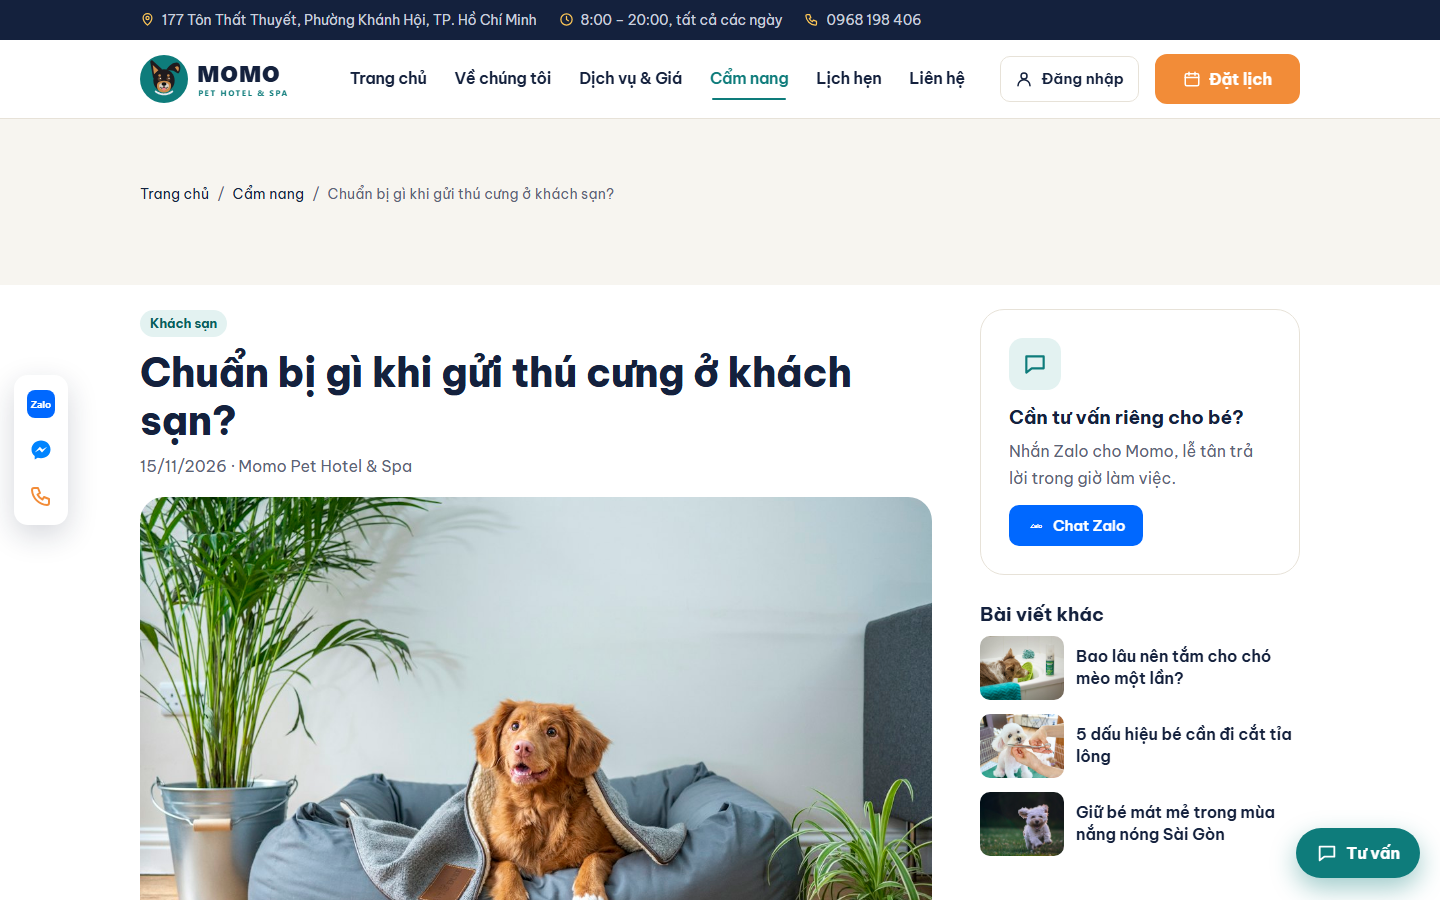 177 Tôn Thất Thuyết, Phường Khánh Hội, TP. Hồ Chí Minh
8:00 – 20:00, tất cả các ngày
0968 198 406
MOMO
PET HOTEL & SPA
Trang chủ
Về chúng tôi
Dịch vụ & Giá
Cẩm nang
Lịch hẹn
Liên hệ
Đăng nhập
Đặt lịch
Trang chủ / Cẩm nang / Chuẩn bị gì khi gửi thú cưng ở khách sạn?
Khách sạn
Chuẩn bị gì khi gửi thú cưng ở khách
sạn?
15/11/2026 · Momo Pet Hotel & Spa
Zalo
Cần tư vấn riêng cho bé?
Nhắn Zalo cho Momo, lễ tân trả
lời trong giờ làm việc.
Zalo
Chat Zalo
Bài viết khác
Bao lâu nên tắm cho chó
mèo một lần?
5 dấu hiệu bé cần đi cắt tỉa
lông
Giữ bé mát mẻ trong mùa
nắng nóng Sài Gòn
Tư vấn